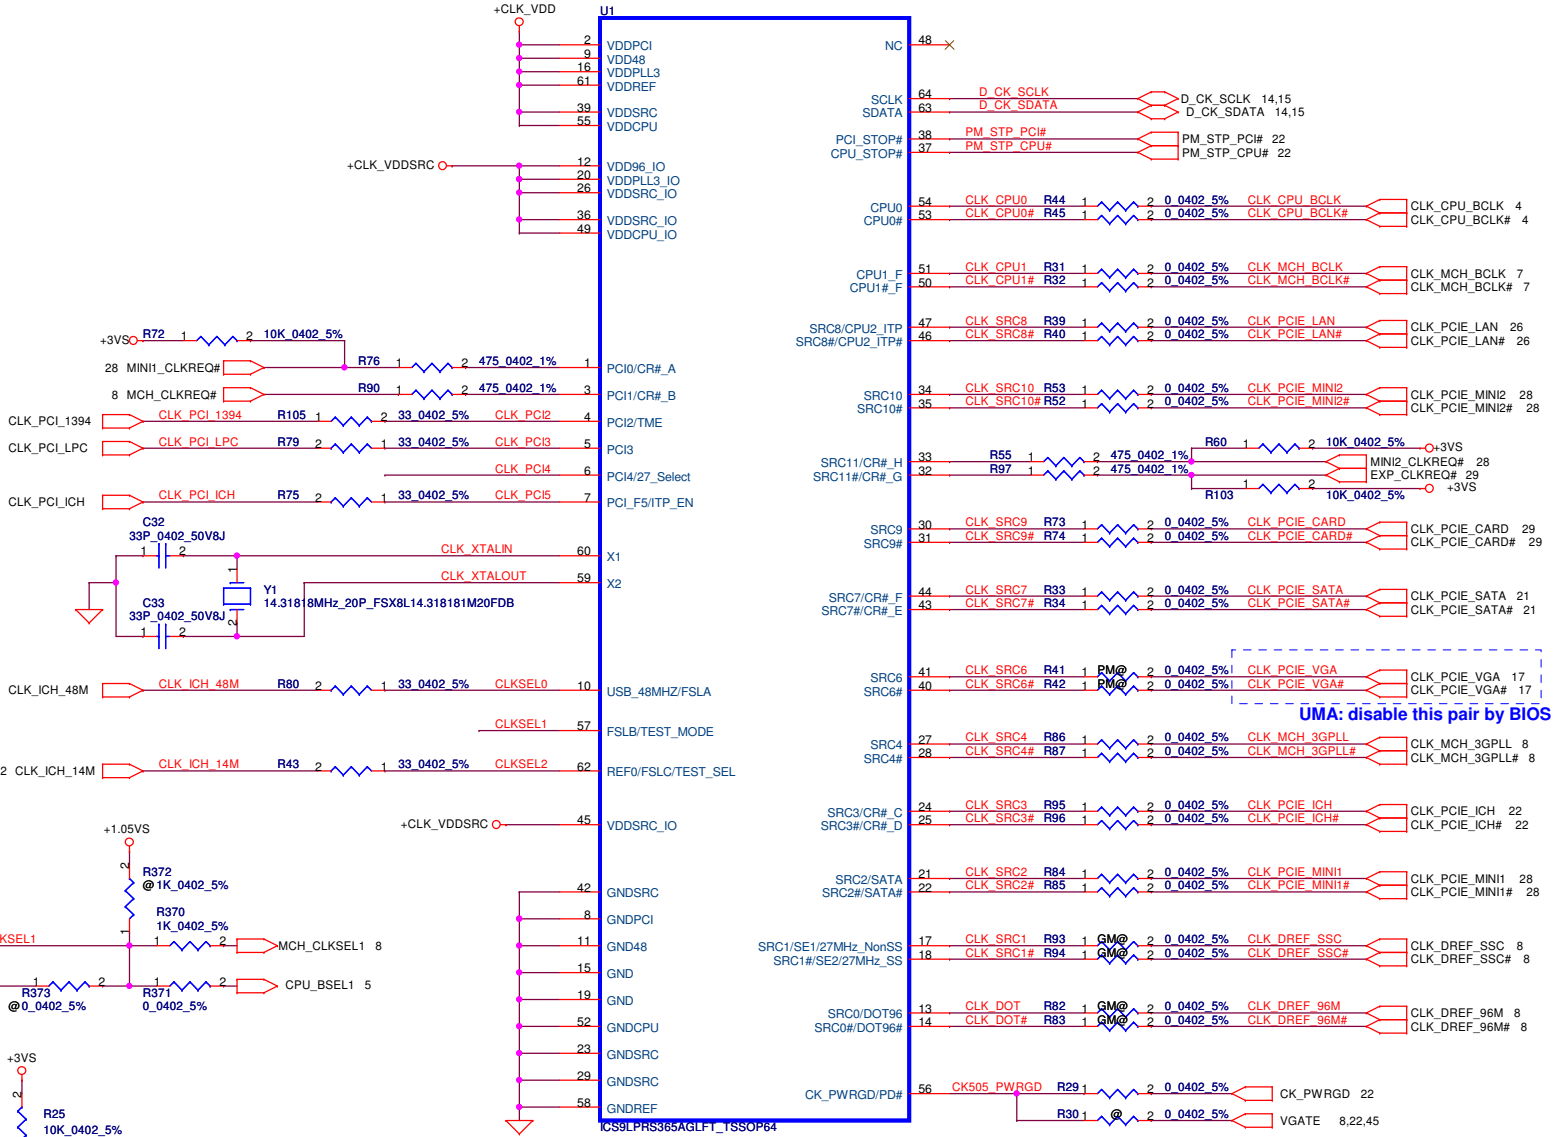 +CLK_VDD
U1
2 VDDPCI
9 VDD48
16 VDDPLL3
61 VDDREF
39 VDDSRC
55 VDDCPU
+CLK_VDDSRC
12 VDD96_IO
20 VDDPLL3_IO
26 VDDSRC_IO
36 VDDSRC_IO
49 VDDCPU_IO
+3VS R72 1 2 10K_0402_5%
28 MINI1_CLKREQ# R76 1 2 475_0402_1% 1 PCI0/CR#_A
8 MCH_CLKREQ# R90 1 2 475_0402_1% 3 PCI1/CR#_B
CLK_PCI_1394 CLK_PCI_1394 R105 1 2 33_0402_5% CLK_PCI2 4 PCI2/TME
CLK_PCI_LPC CLK_PCI_LPC R79 2 1 33_0402_5% CLK_PCI3 5 PCI3
CLK_PCI4 6 PCI4/27_Select
CLK_PCI_ICH CLK_PCI_ICH R75 2 1 33_0402_5% CLK_PCI5 7 PCI_F5/ITP_EN
C32
33P_0402_50V8J
1 2 CLK_XTALIN 60 X1
CLK_XTALOUT 59 X2
1
Y1
14.31818MHz_20P_FSX8L14.318181M20FDB
2
C33
33P_0402_50V8J
1 2
CLK_ICH_48M CLK_ICH_48M R80 2 1 33_0402_5% CLKSEL0 10 USB_48MHZ/FSLA
CLKSEL1 57 FSLB/TEST_MODE
2 CLK_ICH_14M CLK_ICH_14M R43 2 1 33_0402_5% CLKSEL2 62 REF0/FSLC/TEST_SEL
+CLK_VDDSRC 45 VDDSRC_IO
42 GNDSRC
8 GNDPCI
11 GND48
15 GND
19 GND
52 GNDCPU
23 GNDSRC
29 GNDSRC
58 GNDREF
ICS9LPRS365AGLFT_TSSOP64
+1.05VS
2
R372
@ 1K_0402_5%
1
R370
1K_0402_5%
KSEL1 1 2 MCH_CLKSEL1 8
1 2 1 2 CPU_BSEL1 5
R373 R371
@ 0_0402_5% 0_0402_5%
+3VS
2
R25
10K_0402_5%
NC 48
SCLK 64 D_CK_SCLK D_CK_SCLK 14,15
SDATA 63 D_CK_SDATA D_CK_SDATA 14,15
PCI_STOP# 38 PM_STP_PCI# PM_STP_PCI# 22
CPU_STOP# 37 PM_STP_CPU# PM_STP_CPU# 22
CPU0 54 CLK_CPU0 R44 1 2 0_0402_5% CLK_CPU_BCLK CLK_CPU_BCLK 4
CPU0# 53 CLK_CPU0# R45 1 2 0_0402_5% CLK_CPU_BCLK# CLK_CPU_BCLK# 4
CPU1_F 51 CLK_CPU1 R31 1 2 0_0402_5% CLK_MCH_BCLK CLK_MCH_BCLK 7
CPU1#_F 50 CLK_CPU1# R32 1 2 0_0402_5% CLK_MCH_BCLK# CLK_MCH_BCLK# 7
SRC8/CPU2_ITP 47 CLK_SRC8 R39 1 2 0_0402_5% CLK_PCIE_LAN CLK_PCIE_LAN 26
SRC8#/CPU2_ITP# 46 CLK_SRC8# R40 1 2 0_0402_5% CLK_PCIE_LAN# CLK_PCIE_LAN# 26
SRC10 34 CLK_SRC10 R53 1 2 0_0402_5% CLK_PCIE_MINI2 CLK_PCIE_MINI2 28
SRC10# 35 CLK_SRC10# R52 1 2 0_0402_5% CLK_PCIE_MINI2# CLK_PCIE_MINI2# 28
R60 1 2 10K_0402_5% +3VS
SRC11/CR#_H 33 R55 1 2 475_0402_1% MINI2_CLKREQ# 28
SRC11#/CR#_G 32 R97 1 2 475_0402_1% EXP_CLKREQ# 29
R103 1 2 10K_0402_5% +3VS
SRC9 30 CLK_SRC9 R73 1 2 0_0402_5% CLK_PCIE_CARD CLK_PCIE_CARD 29
SRC9# 31 CLK_SRC9# R74 1 2 0_0402_5% CLK_PCIE_CARD# CLK_PCIE_CARD# 29
SRC7/CR#_F 44 CLK_SRC7 R33 1 2 0_0402_5% CLK_PCIE_SATA CLK_PCIE_SATA 21
SRC7#/CR#_E 43 CLK_SRC7# R34 1 2 0_0402_5% CLK_PCIE_SATA# CLK_PCIE_SATA# 21
SRC6 41 CLK_SRC6 R41 1 PM@ 2 0_0402_5% CLK_PCIE_VGA CLK_PCIE_VGA 17
SRC6# 40 CLK_SRC6# R42 1 PM@ 2 0_0402_5% CLK_PCIE_VGA# CLK_PCIE_VGA# 17
UMA: disable this pair by BIOS
SRC4 27 CLK_SRC4 R86 1 2 0_0402_5% CLK_MCH_3GPLL CLK_MCH_3GPLL 8
SRC4# 28 CLK_SRC4# R87 1 2 0_0402_5% CLK_MCH_3GPLL# CLK_MCH_3GPLL# 8
SRC3/CR#_C 24 CLK_SRC3 R95 1 2 0_0402_5% CLK_PCIE_ICH CLK_PCIE_ICH 22
SRC3#/CR#_D 25 CLK_SRC3# R96 1 2 0_0402_5% CLK_PCIE_ICH# CLK_PCIE_ICH# 22
SRC2/SATA 21 CLK_SRC2 R84 1 2 0_0402_5% CLK_PCIE_MINI1 CLK_PCIE_MINI1 28
SRC2#/SATA# 22 CLK_SRC2# R85 1 2 0_0402_5% CLK_PCIE_MINI1# CLK_PCIE_MINI1# 28
SRC1/SE1/27MHz_NonSS 17 CLK_SRC1 R93 1 GM@ 2 0_0402_5% CLK_DREF_SSC CLK_DREF_SSC 8
SRC1#/SE2/27MHz_SS 18 CLK_SRC1# R94 1 GM@ 2 0_0402_5% CLK_DREF_SSC# CLK_DREF_SSC# 8
SRC0/DOT96 13 CLK_DOT R82 1 GM@ 2 0_0402_5% CLK_DREF_96M CLK_DREF_96M 8
SRC0#/DOT96# 14 CLK_DOT# R83 1 GM@ 2 0_0402_5% CLK_DREF_96M# CLK_DREF_96M# 8
CK_PWRGD/PD# 56 CK505_PWRGD R29 1 2 0_0402_5% CK_PWRGD 22
R30 1 @ 2 0_0402_5% VGATE 8,22,45